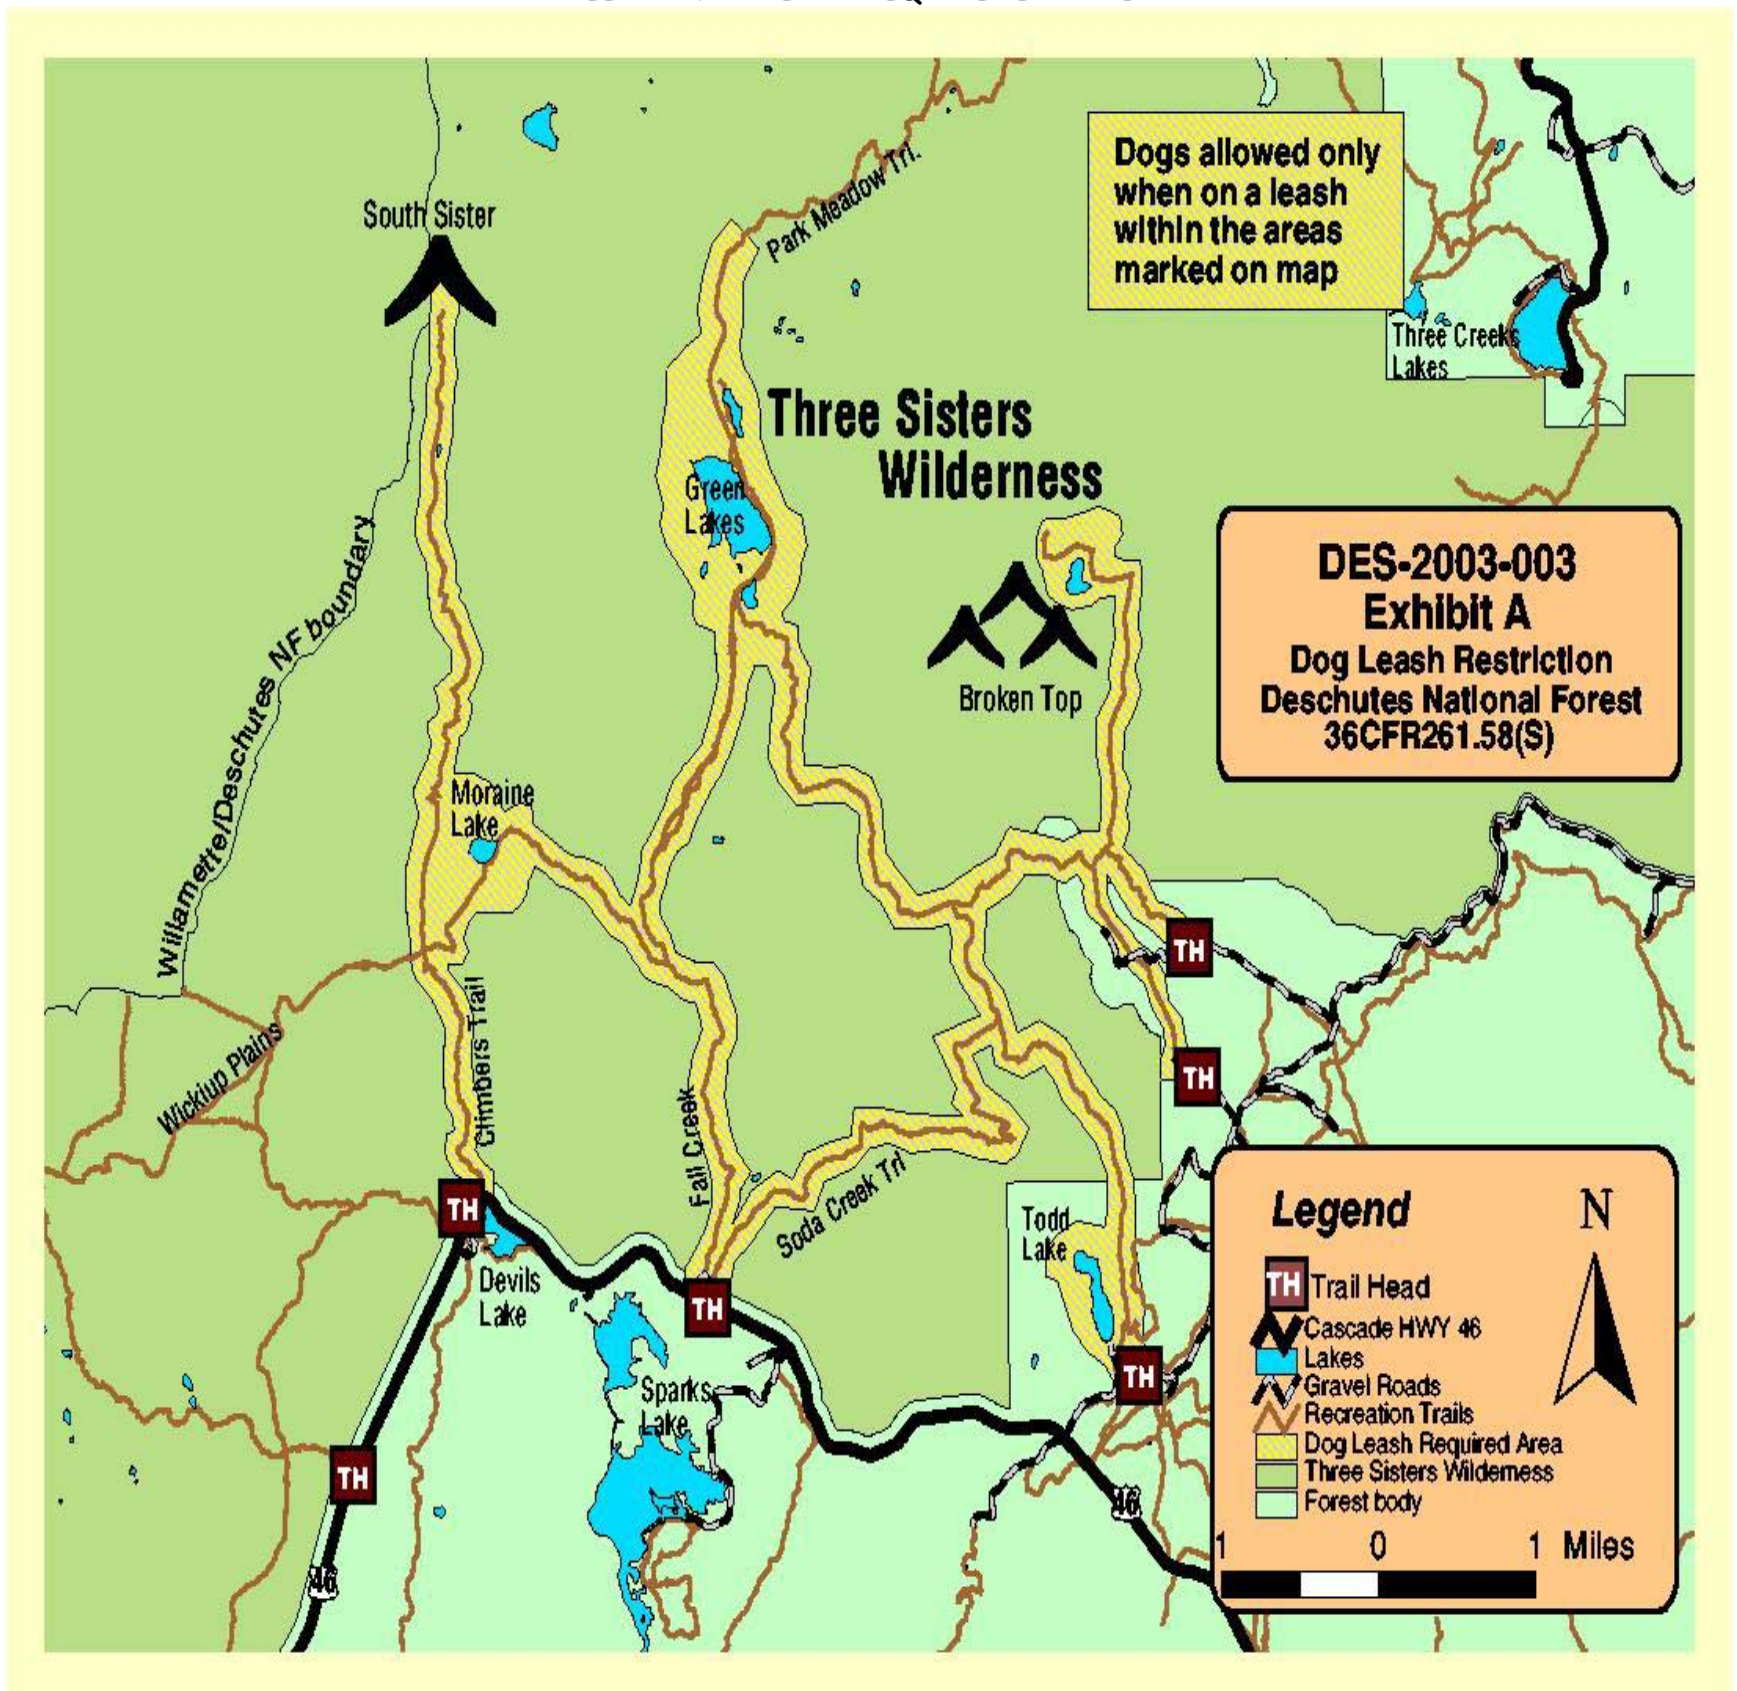 South Sister
Park Meadow Trl.
Dogs allowed only
when on a leash
within the areas
marked on map
Three Creeks
Lakes
Three Sisters
Wilderness
Green
Lakes
DES-2003-003
Exhibit A
Dog Leash Restriction
Deschutes National Forest
36CFR261.58(S)
Broken Top
Willamette/Deschutes NF boundary
Moraine
Lake
TH
TH
Climbers Trail
Wickiup Plains
Fall Creek
Soda Creek Trl
TH
Devils
Lake
TH
Todd
Lake
TH
Sparks
Lake
TH
46
46
Legend
N
TH Trail Head
Cascade HWY 46
Lakes
Gravel Roads
Recreation Trails
Dog Leash Required Area
Three Sisters Wilderness
Forest body
1 0 1 Miles